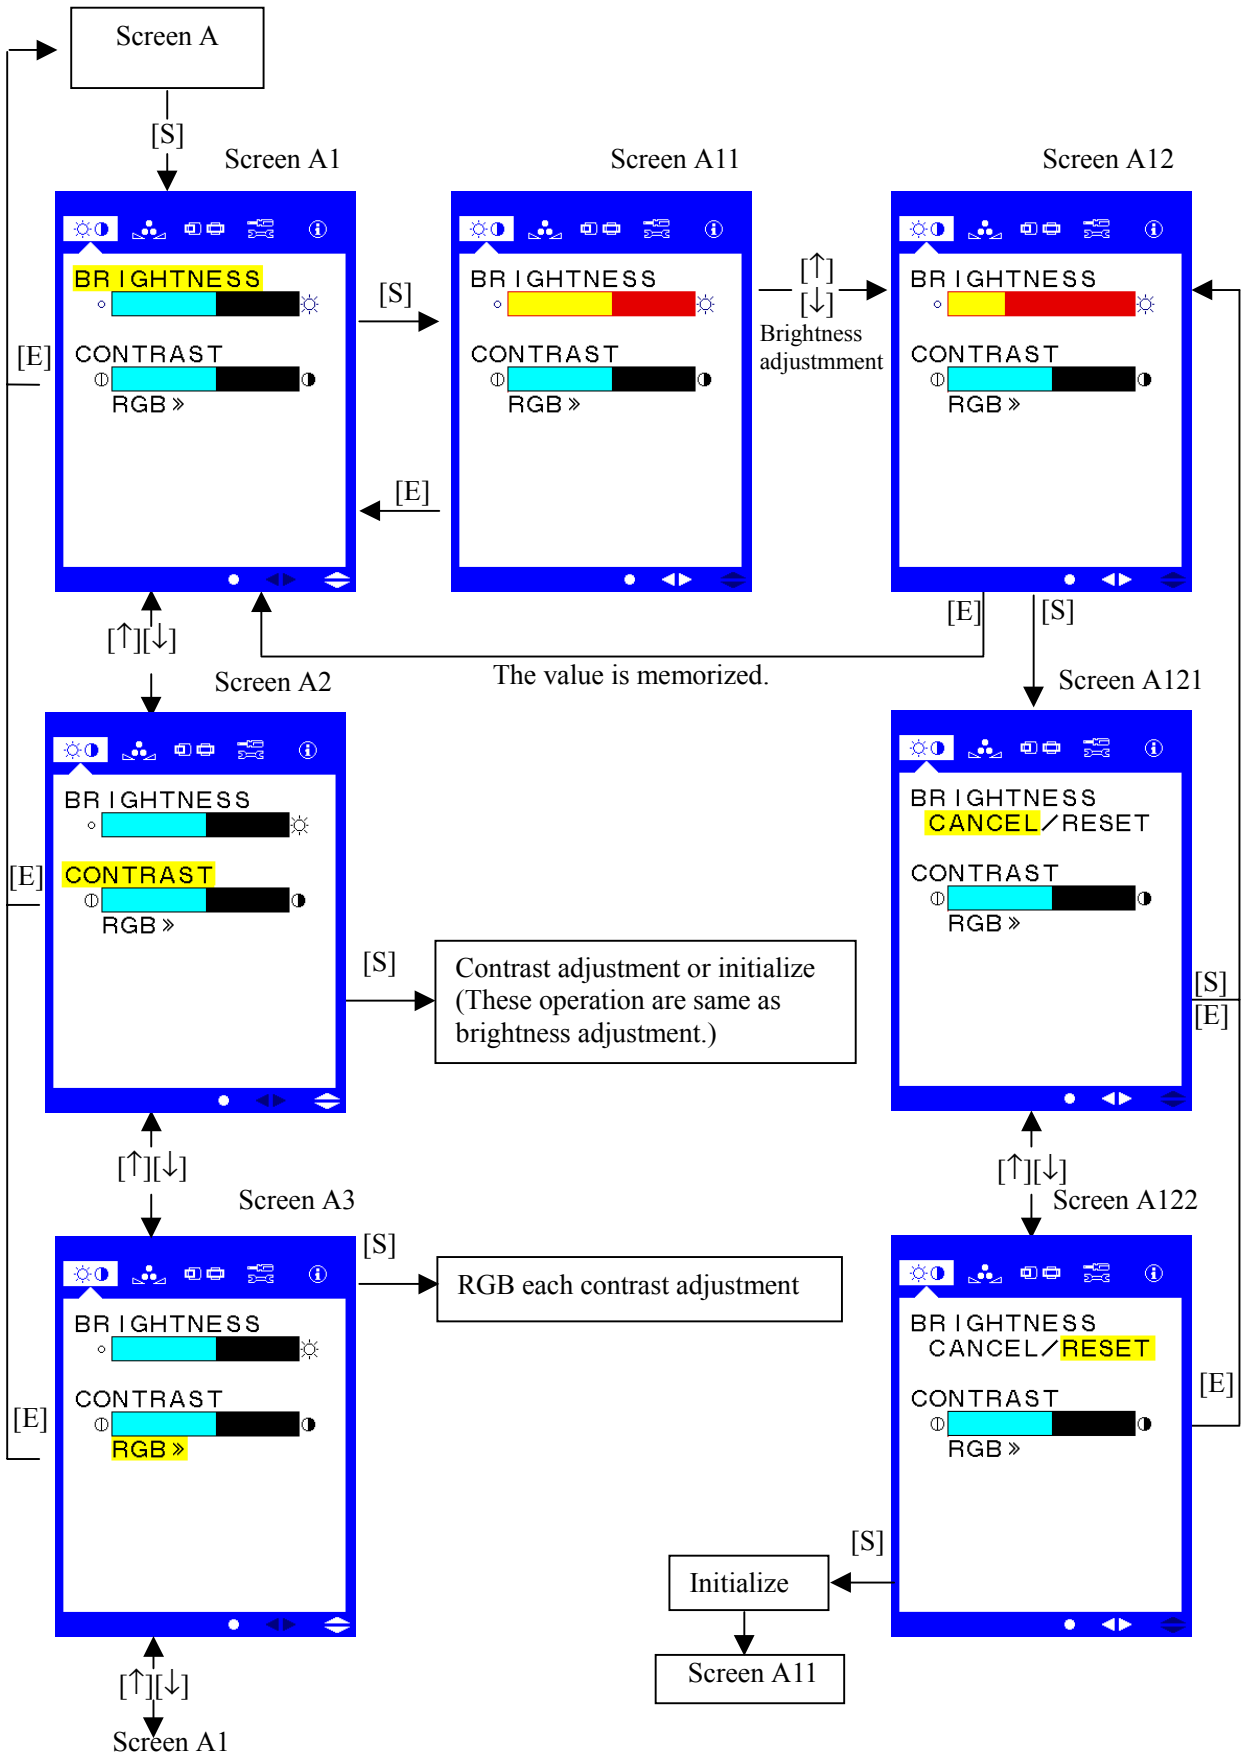 Screen A
[S]
Screen A1
Screen A11
Screen A12
BRIGHTNESS
CONTRAST
RGB »
[S]
[E]
[E]
BRIGHTNESS
CONTRAST
RGB »
[↑]
[↓]
Brightness
adjustmment
BRIGHTNESS
CONTRAST
RGB »
[↑][↓]
[E]
[S]
The value is memorized.
Screen A2
Screen A121
BRIGHTNESS
CONTRAST
RGB »
[E]
[S]
Contrast adjustment or initialize
(These operation are same as
brightness adjustment.)
BRIGHTNESS
CANCEL/RESET
CONTRAST
RGB »
[S]
[E]
[↑][↓]
[↑][↓]
Screen A3
Screen A122
BRIGHTNESS
CONTRAST
RGB »
[E]
[S]
RGB each contrast adjustment
BRIGHTNESS
CANCEL/RESET
CONTRAST
RGB »
[E]
[S]
Initialize
Screen A11
[↑][↓]
Screen A1